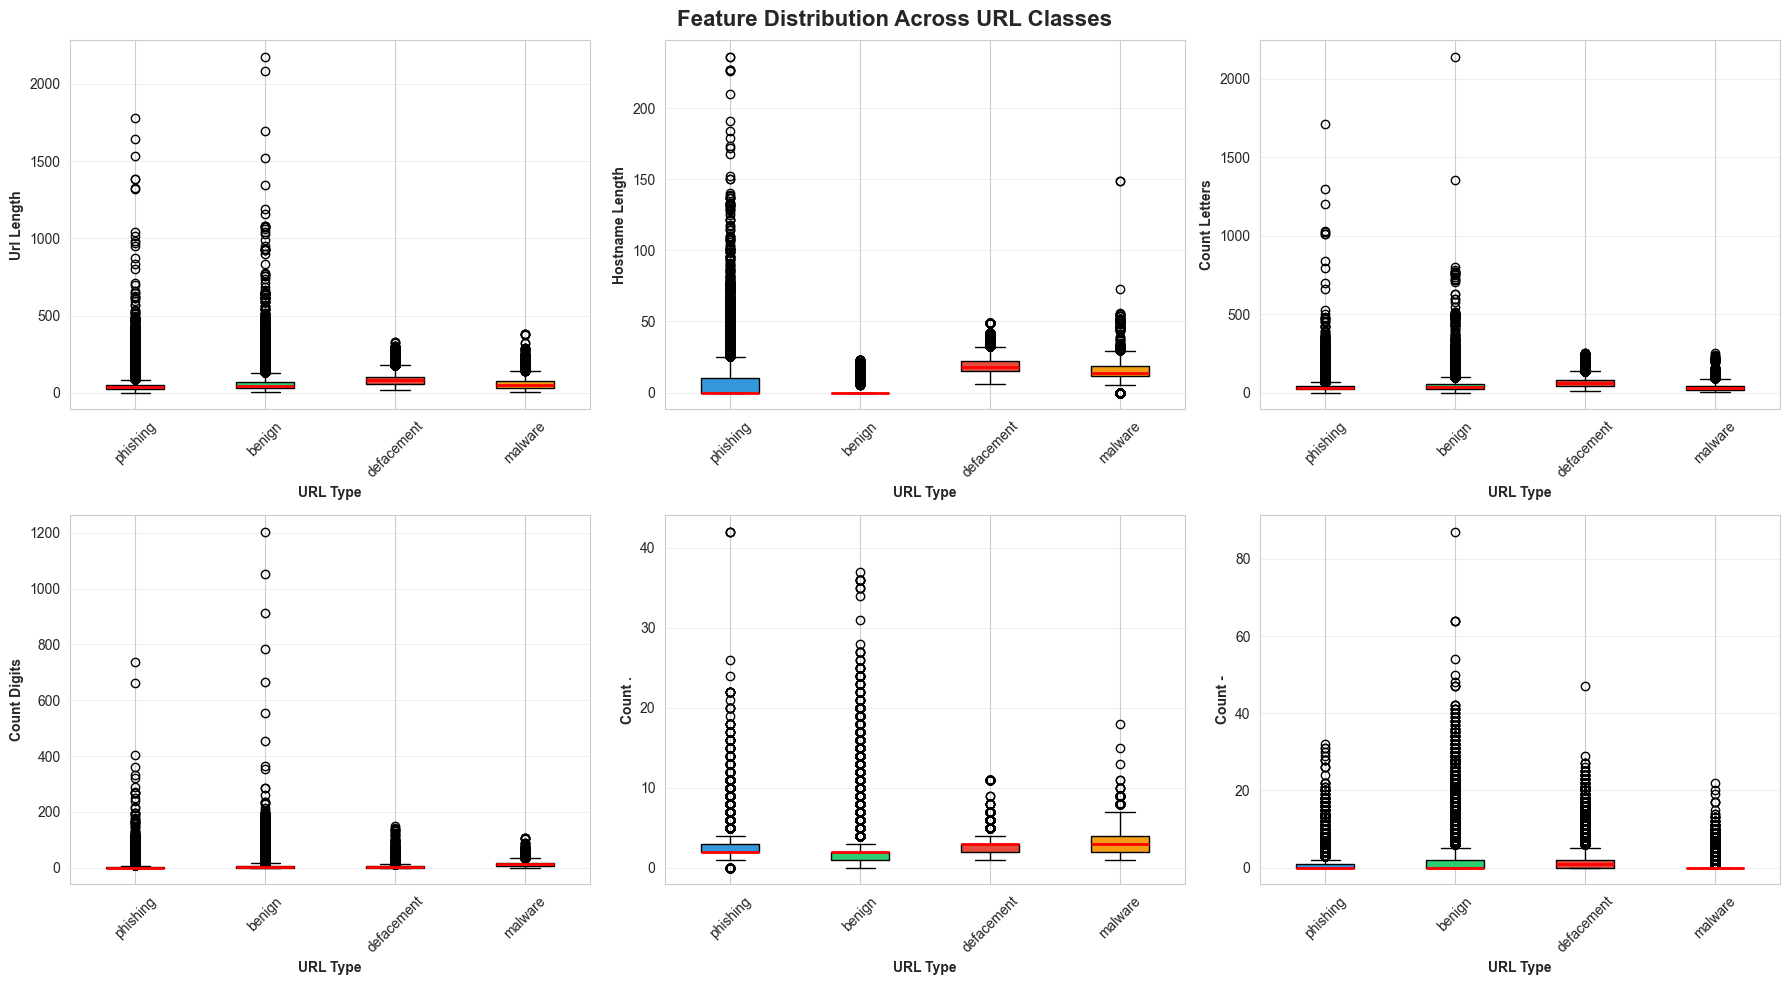 Feature Distribution Across URL Classes
Url Length
2000
1500
1000
500
0
phishing
benign
defacement
malware
URL Type
Hostname Length
200
150
100
50
0
phishing
benign
defacement
malware
URL Type
Count Letters
2000
1500
1000
500
0
phishing
benign
defacement
malware
URL Type
Count Digits
1200
1000
800
600
400
200
0
phishing
benign
defacement
malware
URL Type
Count .
40
30
20
10
0
phishing
benign
defacement
malware
URL Type
Count -
80
60
40
20
0
phishing
benign
defacement
malware
URL Type